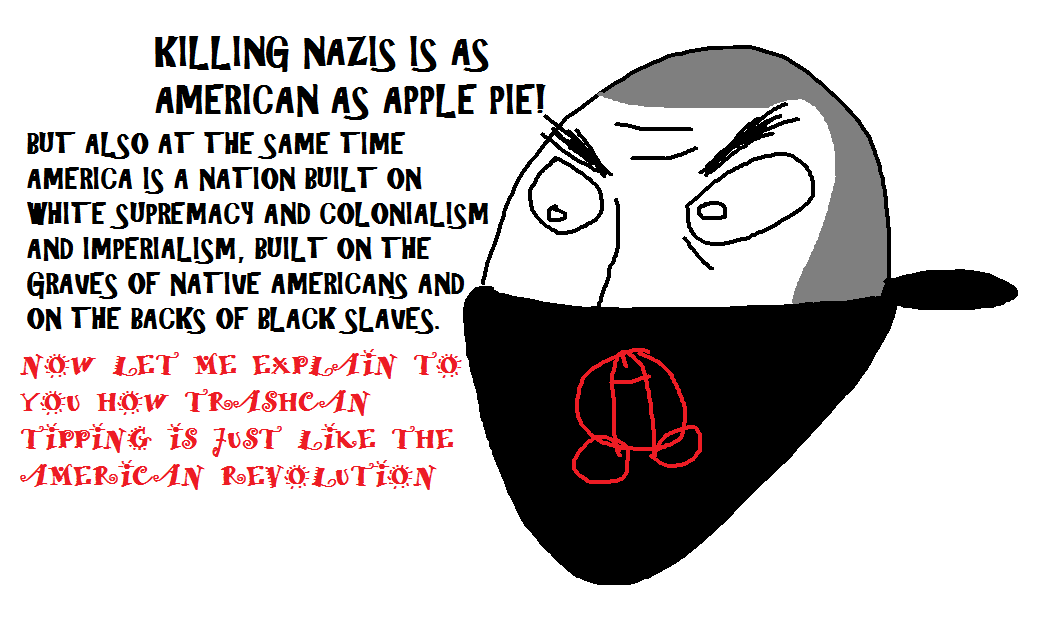 KILLING NAZIS IS AS
AMERICAN AS APPLE PIE!
BUT ALSO AT THE SAME TIME
AMERICA IS A NATION BUILT ON
WHITE SUPREMACY AND COLONIALISM
AND IMPERIALISM, BUILT ON THE
GRAVES OF NATIVE AMERICANS AND
ON THE BACKS OF BLACK SLAVES.
NOW LET ME EXPLAIN TO
YOU HOW TRASHCAN
TIPPING IS JUST LIKE THE
AMERICAN REVOLUTION